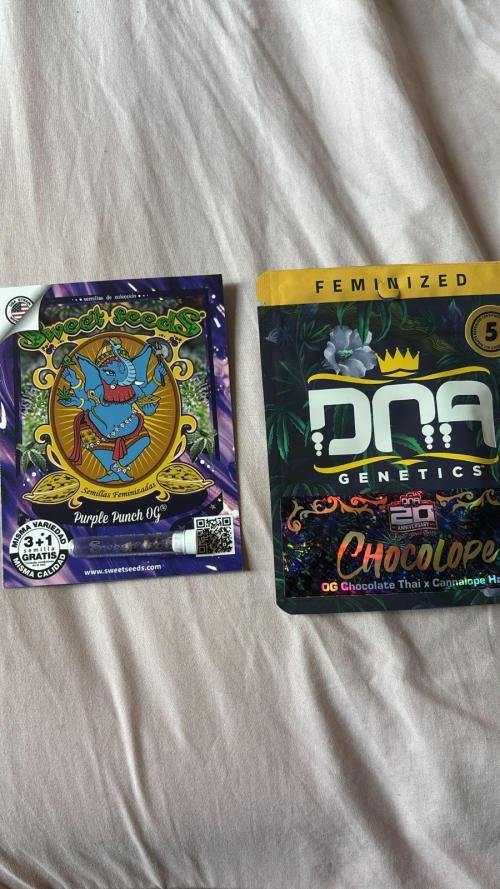 semillas de colección
Sweet Seeds®
Semillas Feminizadas
Purple Punch OG®
MISMA VARIEDAD
3+1
semilla
GRATIS
MISMA CALIDAD
www.sweetseeds.com
FEMINIZED
5
DNA
GENETICS
DNA
20
ANNIVERSARY
CHOCOLOPE
OG Chocolate Thai x Cannalope Ha